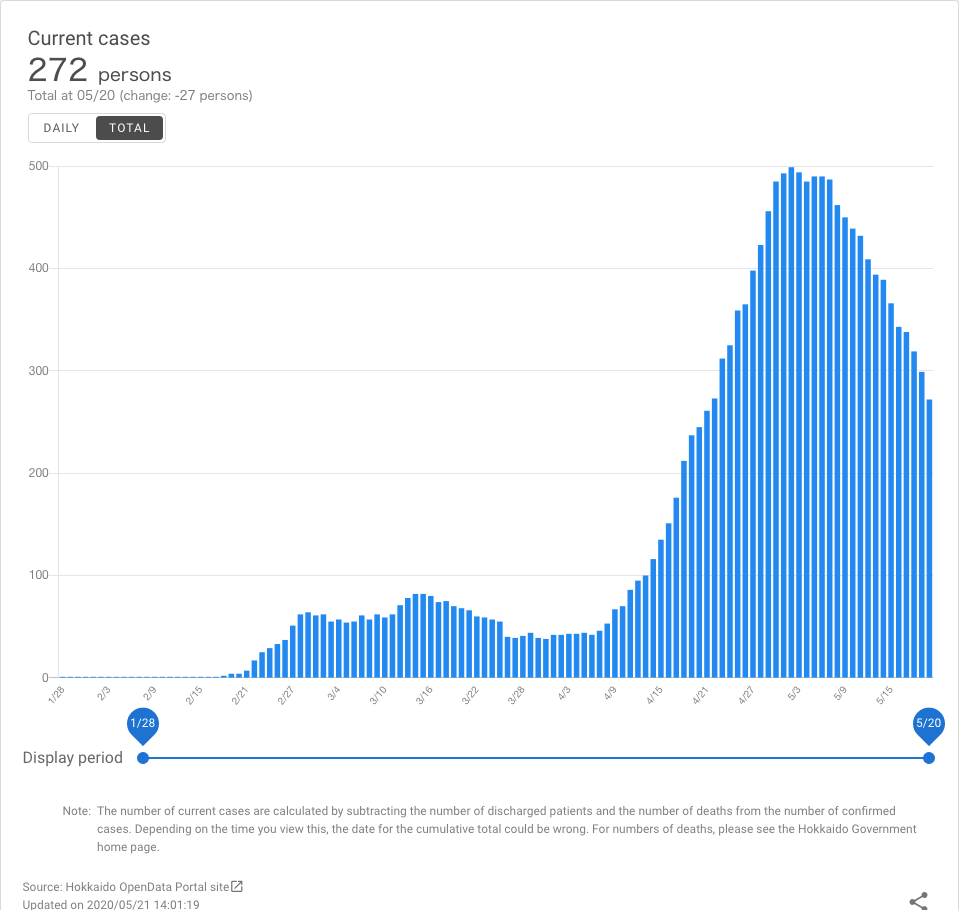 Current cases
272 persons
Total at 05/20 (change: -27 persons)
DAILY TOTAL
500
400
300
200
100
0
1/28 2/3 2/9 2/15 2/21 2/27 3/4 3/10 3/16 3/22 3/28 4/3 4/9 4/15 4/21 4/27 5/3 5/9 5/15
1/28 5/20
Display period
Note: The number of current cases are calculated by subtracting the number of discharged patients and the number of deaths from the number of confirmed
cases. Depending on the time you view this, the date for the cumulative total could be wrong. For numbers of deaths, please see the Hokkaido Government
home page.
Source: Hokkaido OpenData Portal site
Updated on 2020/05/21 14:01:19